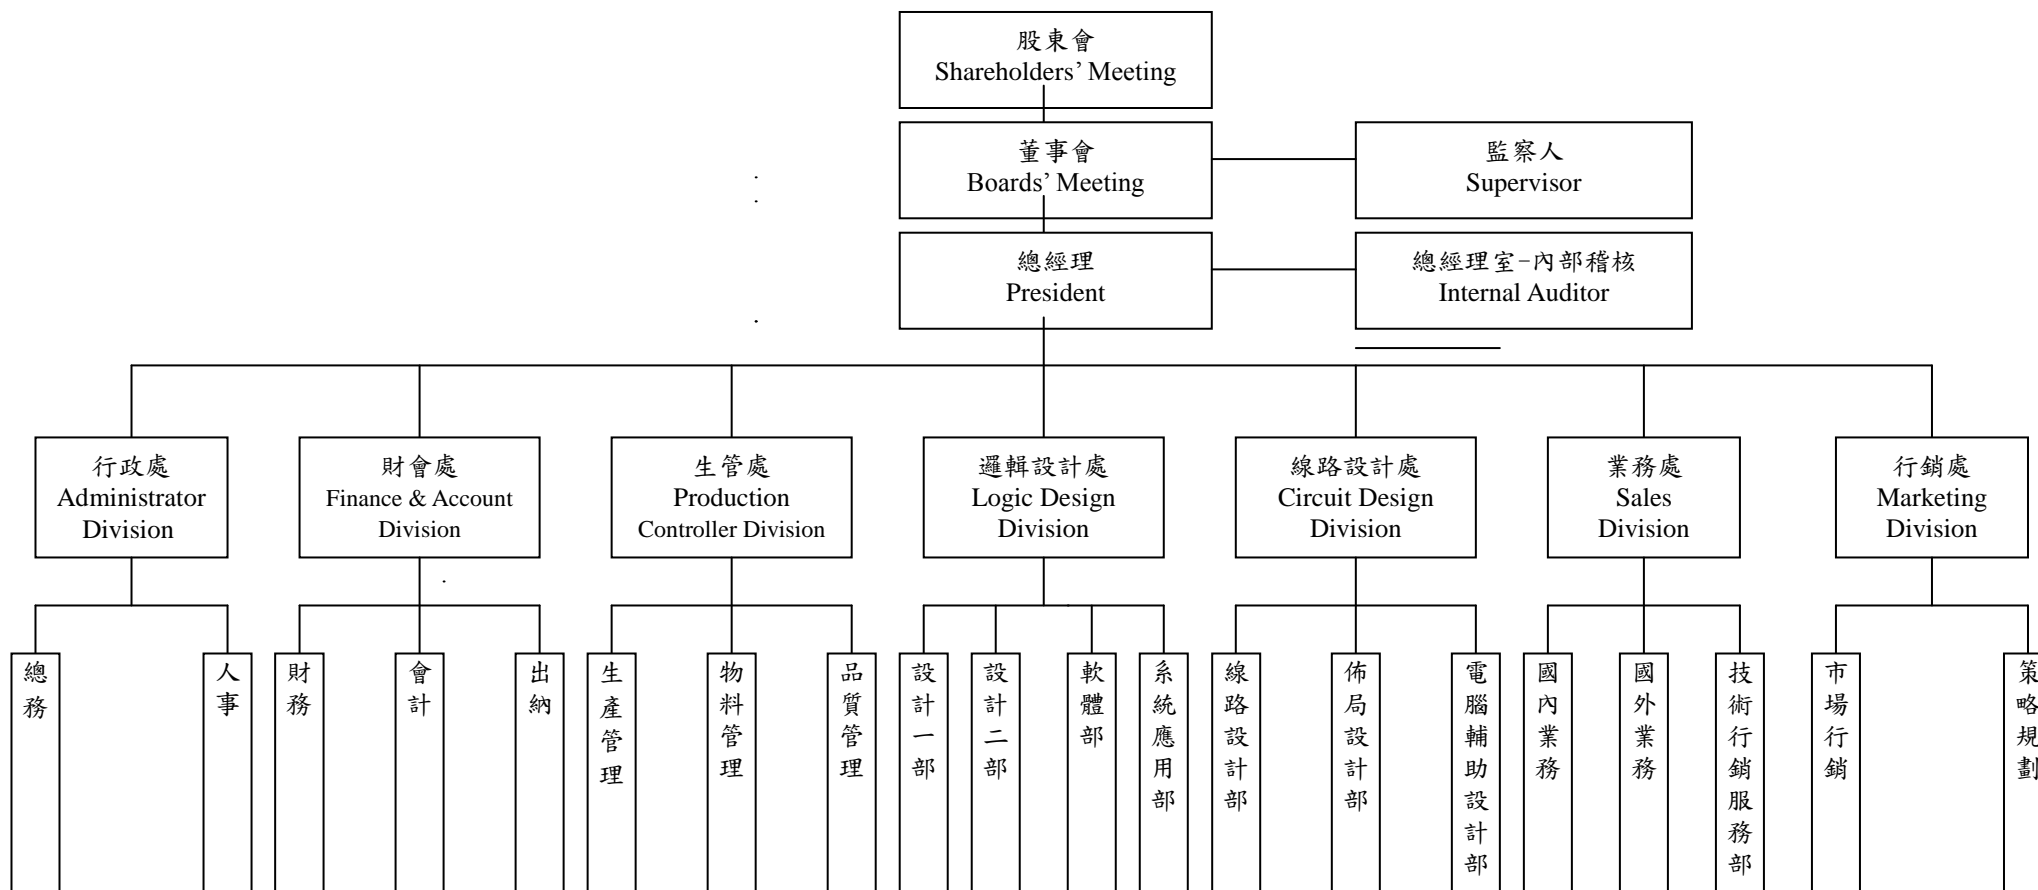 股東會
Shareholders’ Meeting
董事會
Boards’ Meeting
監察人
Supervisor
總經理
President
總經理室-內部稽核
Internal Auditor
行政處
Administrator
Division
財會處
Finance & Account
Division
生管處
Production
Controller Division
邏輯設計處
Logic Design
Division
線路設計處
Circuit Design
Division
業務處
Sales
Division
行銷處
Marketing
Division
總務
人事
財務
會計
出納
生產管理
物料管理
品質管理
設計一部
設計二部
軟體部
系統應用部
線路設計部
佈局設計部
電腦輔助設計部
國內業務
國外業務
技術行銷服務部
市場行銷
策略規劃